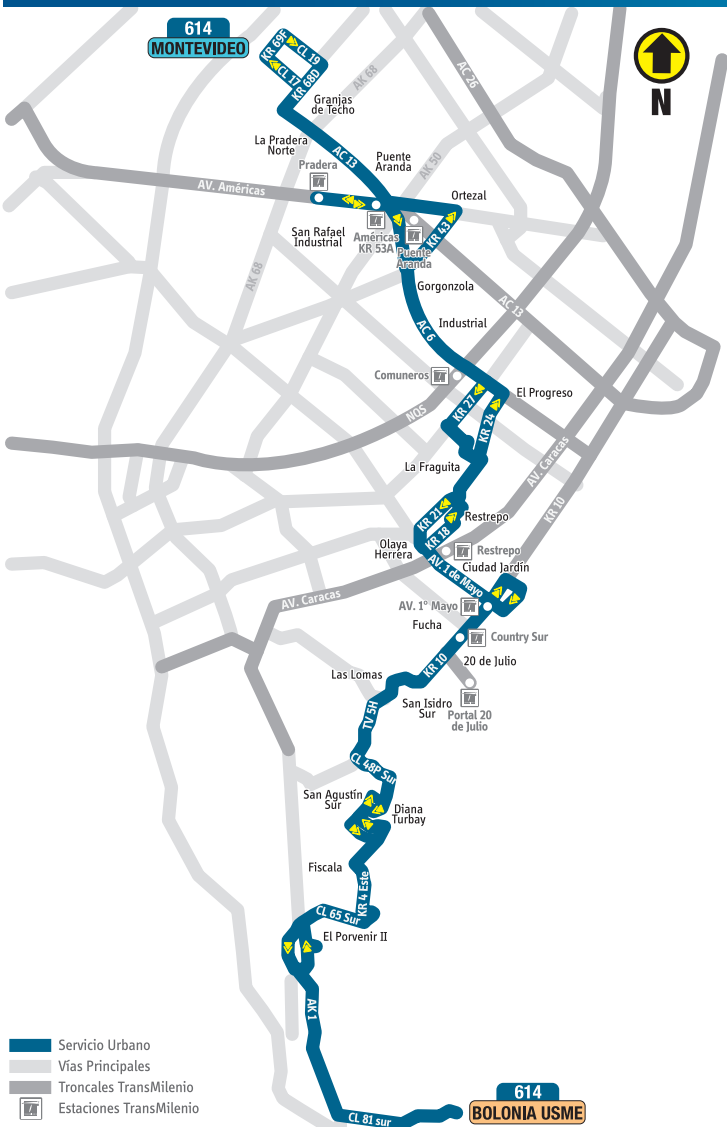 614
MONTEVIDEO
KR 69F
CL 19
CL 17
KR 68D
AK 68
AC 26
N
Granjas
de Techo
La Pradera
Norte
AC 13
Puente
Aranda
AK 50
Pradera
AV. Américas
Ortezal
San Rafael
Industrial
Américas
KR 53A
KR 43
Puente
Aranda
AK 68
Gorgonzola
AC 13
Industrial
AC 6
Comuneros
El Progreso
KR 27
NQS
KR 24
AV. Caracas
La Fraguita
KR 10
KR 21
Restrepo
KR 18
Olaya
Herrera
Restrepo
AV. 1 de Mayo
Ciudad Jardín
AV. Caracas
AV. 1° Mayo
Fucha
Country Sur
KR 10
20 de Julio
Las Lomas
San Isidro
Sur
Portal 20
de Julio
TV 5H
CL 48P Sur
San Agustín
Sur
Diana
Turbay
Fiscala
KR 4 Este
CL 65 Sur
El Porvenir II
AK 1
Servicio Urbano
Vías Principales
Troncales TransMilenio
Estaciones TransMilenio
614
BOLONIA USME
CL 81 sur